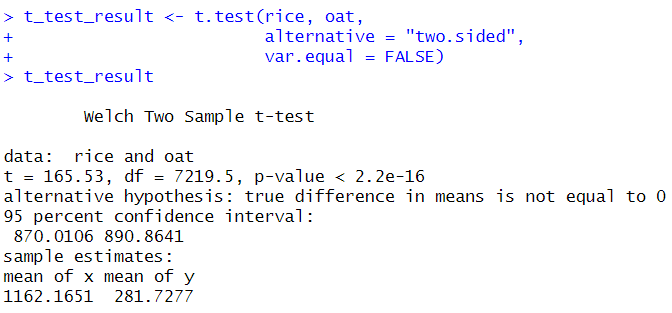 > t_test_result <- t.test(rice, oat,
+                         alternative = "two.sided",
+                         var.equal = FALSE)
> t_test_result
        Welch Two Sample t-test
data:  rice and oat
t = 165.53, df = 7219.5, p-value < 2.2e-16
alternative hypothesis: true difference in means is not equal to 0
95 percent confidence interval:
 870.0106 890.8641
sample estimates:
mean of x mean of y
1162.1651  281.7277